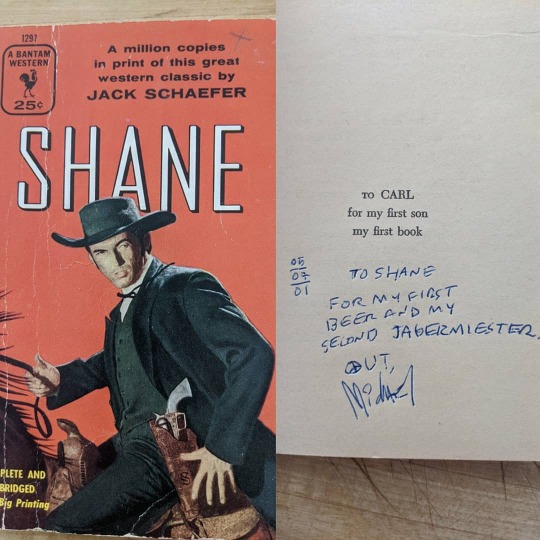 1297
A BANTAM
WESTERN
25¢
A million copies
in print of this great
western classic by
JACK SCHAEFER
SHANE
PLETE AND
BRIDGED
Big Printing
TO CARL
for my first son
my first book
05
07
01
TO SHANE
FOR MY FIRST
BEER AND MY
SECOND JAGERMIESTER.
OUT,
Michael